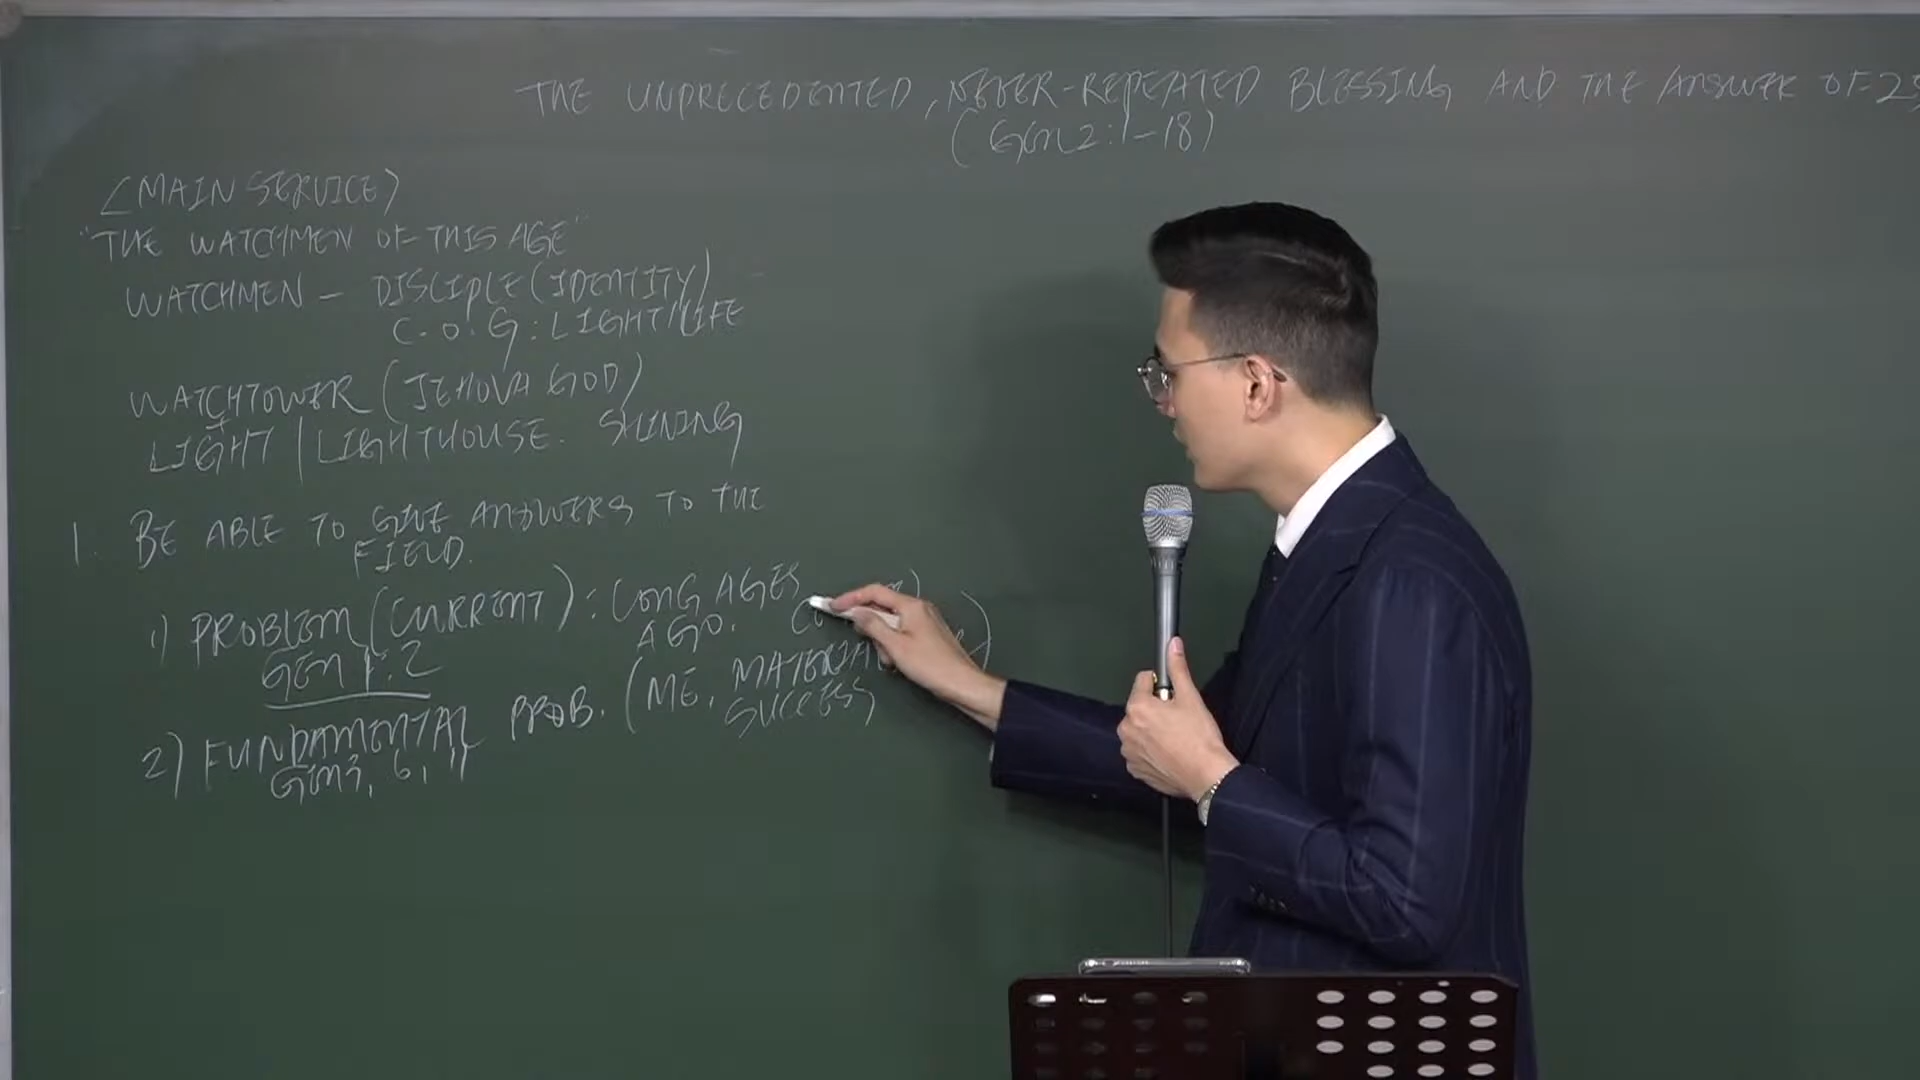 THE UNPRECEDENTED, NEVER-REPEATED BLESSING AND THE ANSWER OF 25
(GEN 2:1-18)
<MAIN SERVICE>
"THE WATCHMEN OF THIS AGE"
WATCHMEN - DISCIPLE (IDENTITY)
C.O.G: LIGHT/LIFE
WATCHTOWER (JEHOVA GOD)
LIGHT | LIGHTHOUSE. SHINING
1. BE ABLE TO GIVE ANSWERS TO THE
FIELD.
1) PROBLEM (CURRENT): LONG AGES
AGO.
GEN 1:2
2) FUNDAMENTAL PROB. (ME, MATERIAL
SUCCESS
GEN 3, 6, 11